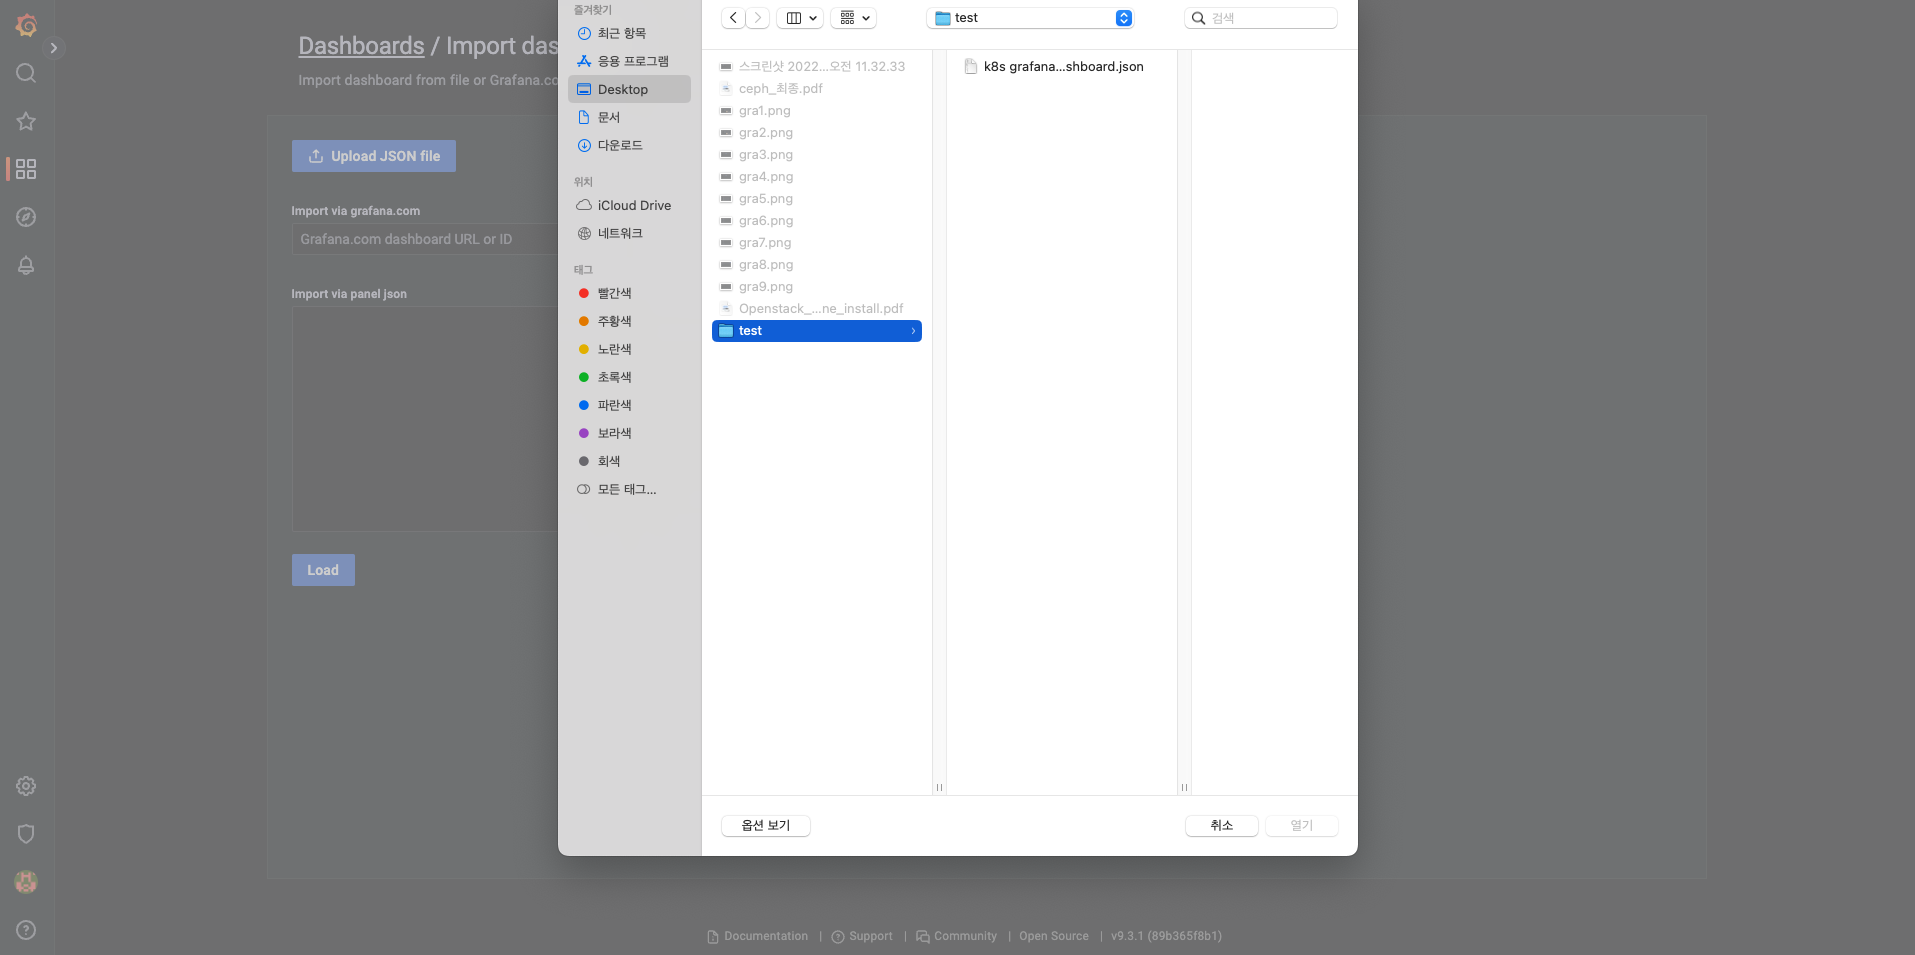 Dashboards / Import das
Import dashboard from file or Grafana.co
Upload JSON file
Import via grafana.com
Grafana.com dashboard URL or ID
Import via panel json
Load
즐겨찾기
최근 항목
응용 프로그램
Desktop
문서
다운로드
위치
iCloud Drive
네트워크
태그
빨간색
주황색
노란색
초록색
파란색
보라색
회색
모든 태그...
test
검색
스크린샷 2022...오전 11.32.33
ceph_최종.pdf
gra1.png
gra2.png
gra3.png
gra4.png
gra5.png
gra6.png
gra7.png
gra8.png
gra9.png
Openstack_...ne_install.pdf
test
k8s grafana...shboard.json
옵션 보기
취소
열기
Documentation | Support | Community | Open Source | v9.3.1 (89b365f8b1)